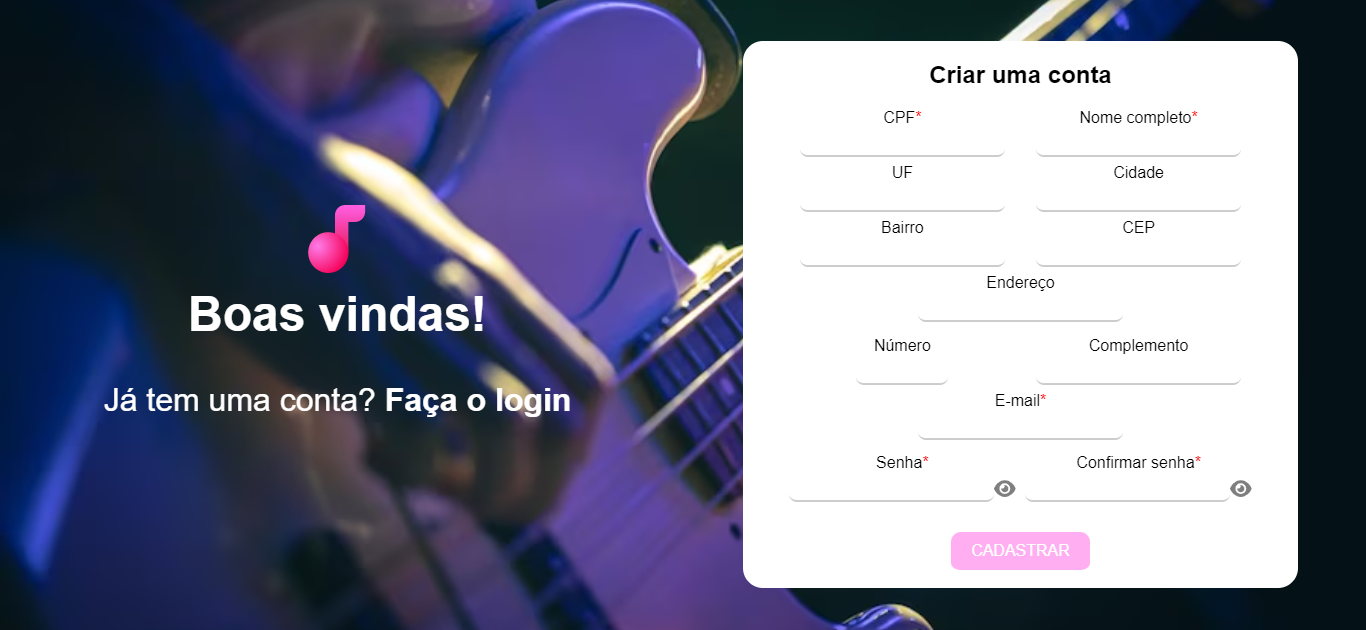 Boas vindas!
Já tem uma conta? Faça o login
Criar uma conta
CPF*
Nome completo*
UF
Cidade
Bairro
CEP
Endereço
Número
Complemento
E-mail*
Senha*
Confirmar senha*
CADASTRAR